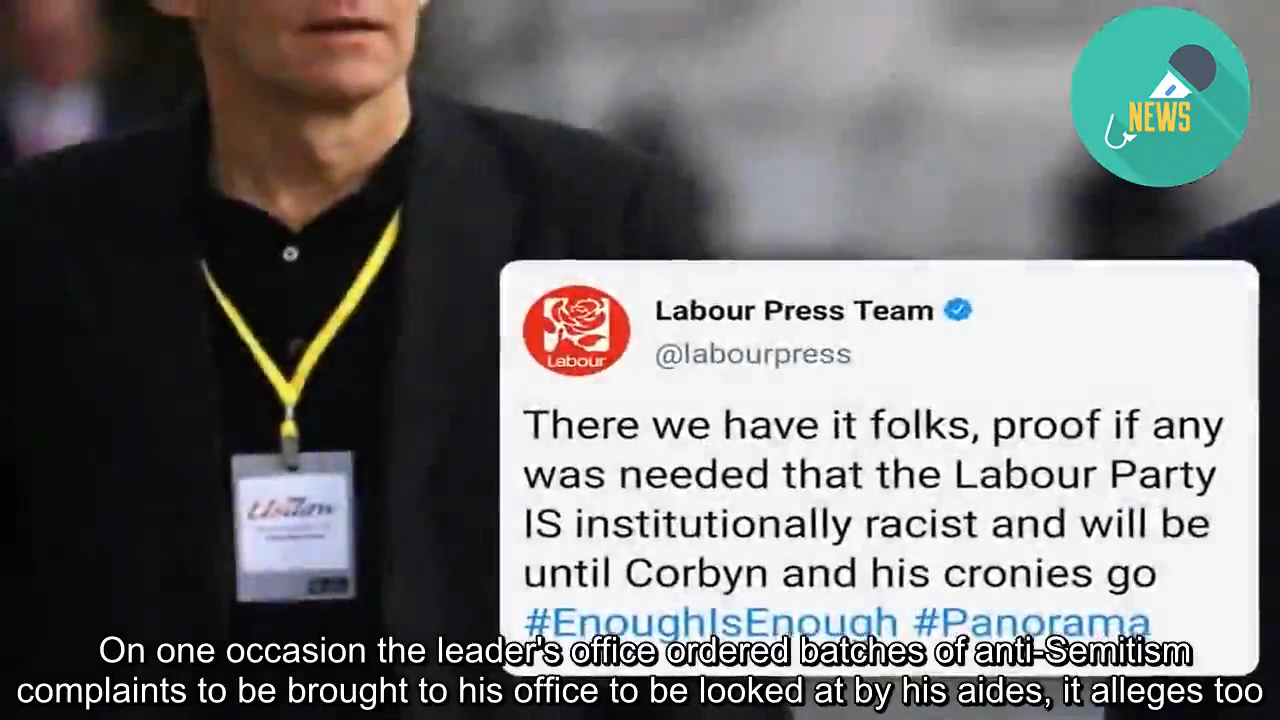 NEWS
Labour Press Team
@labourpress
Labour
There we have it folks, proof if any
was needed that the Labour Party
IS institutionally racist and will be
until Corbyn and his cronies go
#EnoughIsEnough #Panorama
On one occasion the leader's office ordered batches of anti-Semitism
complaints to be brought to his office to be looked at by his aides, it alleges too